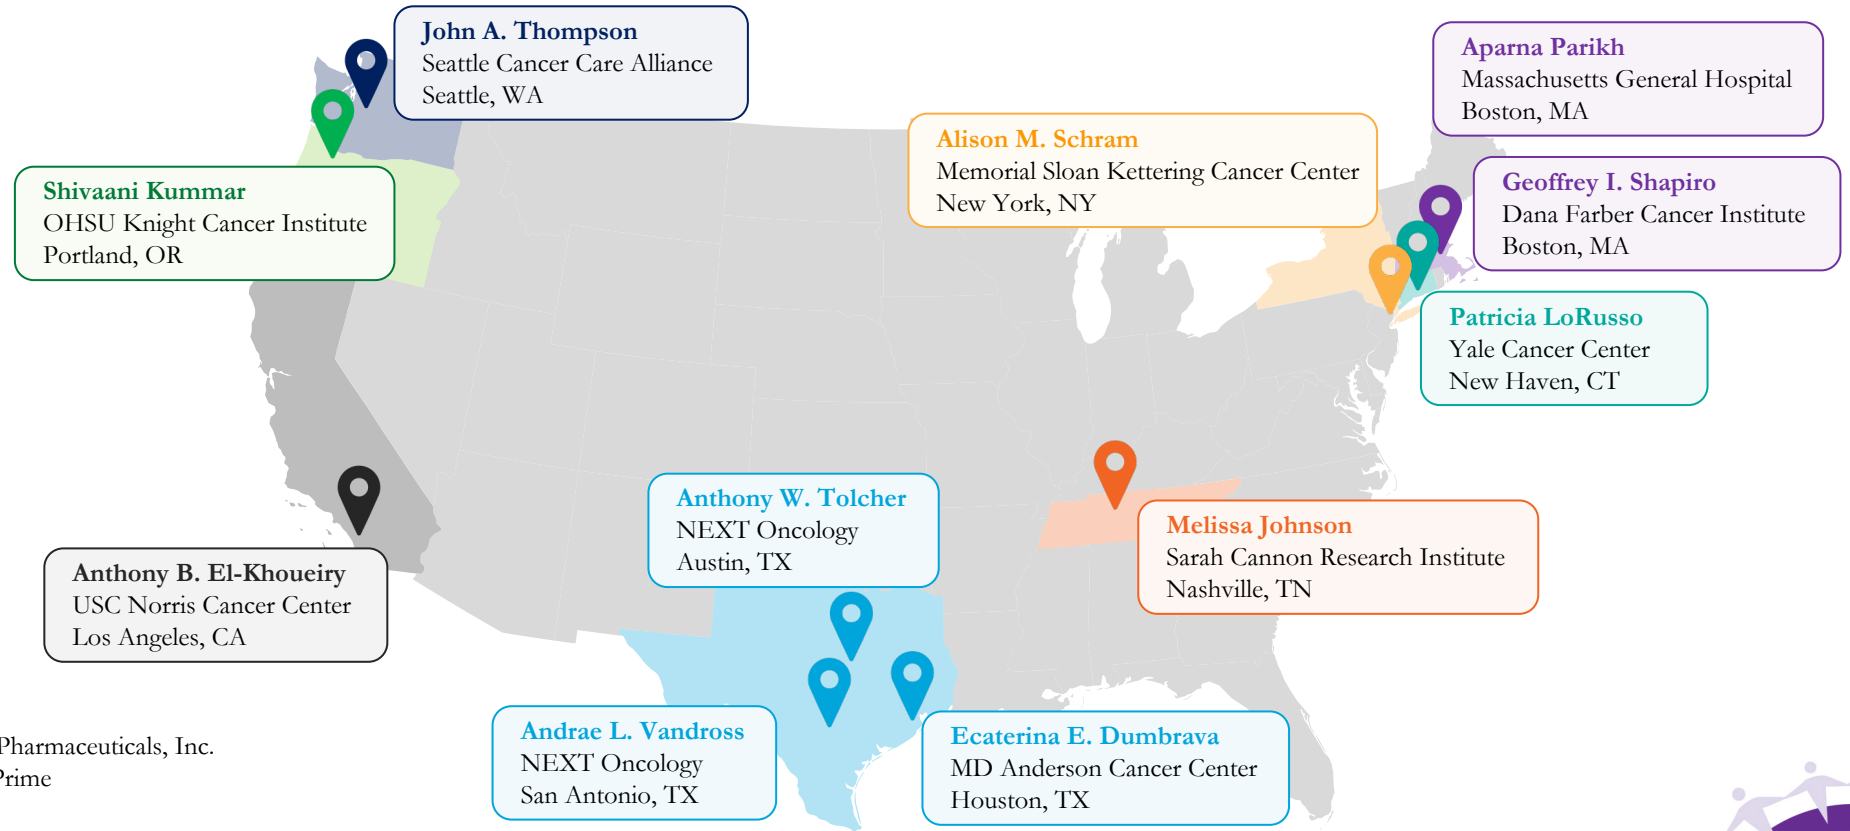 John A. Thompson
Seattle Cancer Care Alliance
Seattle, WA
Aparna Parikh
Massachusetts General Hospital
Boston, MA
Alison M. Schram
Memorial Sloan Kettering Cancer Center
New York, NY
Shivaani Kummar
OHSU Knight Cancer Institute
Portland, OR
Geoffrey I. Shapiro
Dana Farber Cancer Institute
Boston, MA
Patricia LoRusso
Yale Cancer Center
New Haven, CT
Anthony W. Tolcher
NEXT Oncology
Austin, TX
Melissa Johnson
Sarah Cannon Research Institute
Nashville, TN
Anthony B. El-Khoueiry
USC Norris Cancer Center
Los Angeles, CA
Andrae L. Vandross
NEXT Oncology
San Antonio, TX
Ecaterina E. Dumbrava
MD Anderson Cancer Center
Houston, TX
Pharmaceuticals, Inc.
Prime